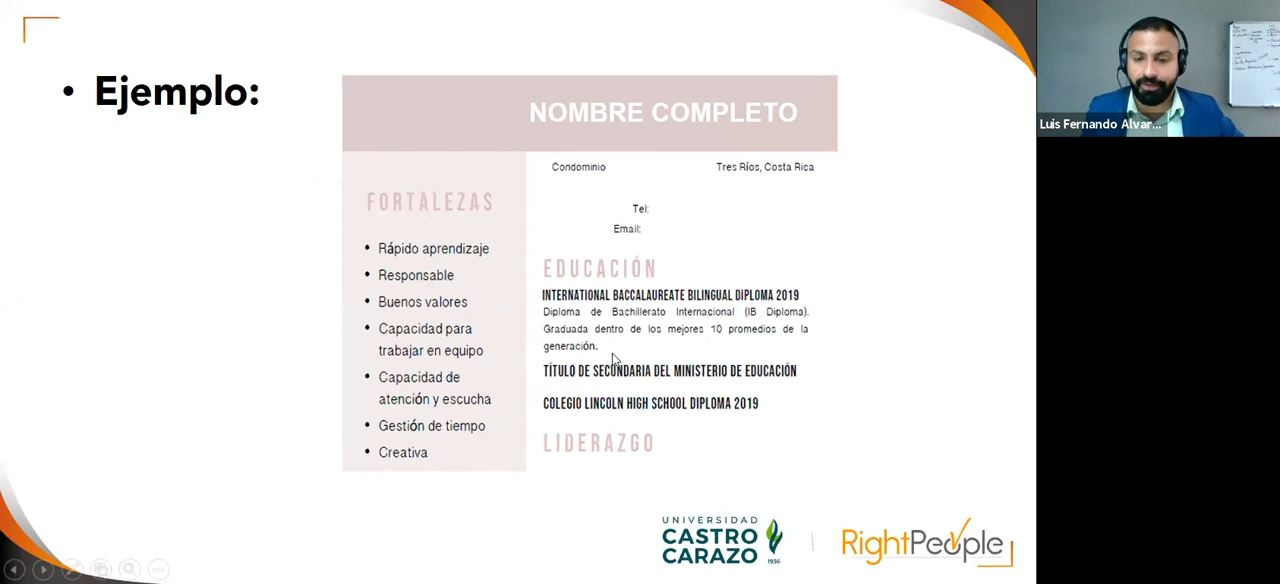 • Ejemplo:
NOMBRE COMPLETO
Condominio
Tres Ríos, Costa Rica
Tel:
Email:
FORTALEZAS
• Rápido aprendizaje
• Responsable
• Buenos valores
• Capacidad para
trabajar en equipo
• Capacidad de
atención y escucha
• Gestión de tiempo
• Creativa
EDUCACIÓN
INTERNATIONAL BACCALAUREATE BILINGUAL DIPLOMA 2019
Diploma de Bachillerato Internacional (IB Diploma).
Graduada dentro de los mejores 10 promedios de la
generación.
TÍTULO DE SECUNDARIA DEL MINISTERIO DE EDUCACIÓN
COLEGIO LINCOLN HIGH SCHOOL DIPLOMA 2019
LIDERAZGO
UNIVERSIDAD
CASTRO
CARAZO
1936
RightPeople
Luis Fernando Alvar...